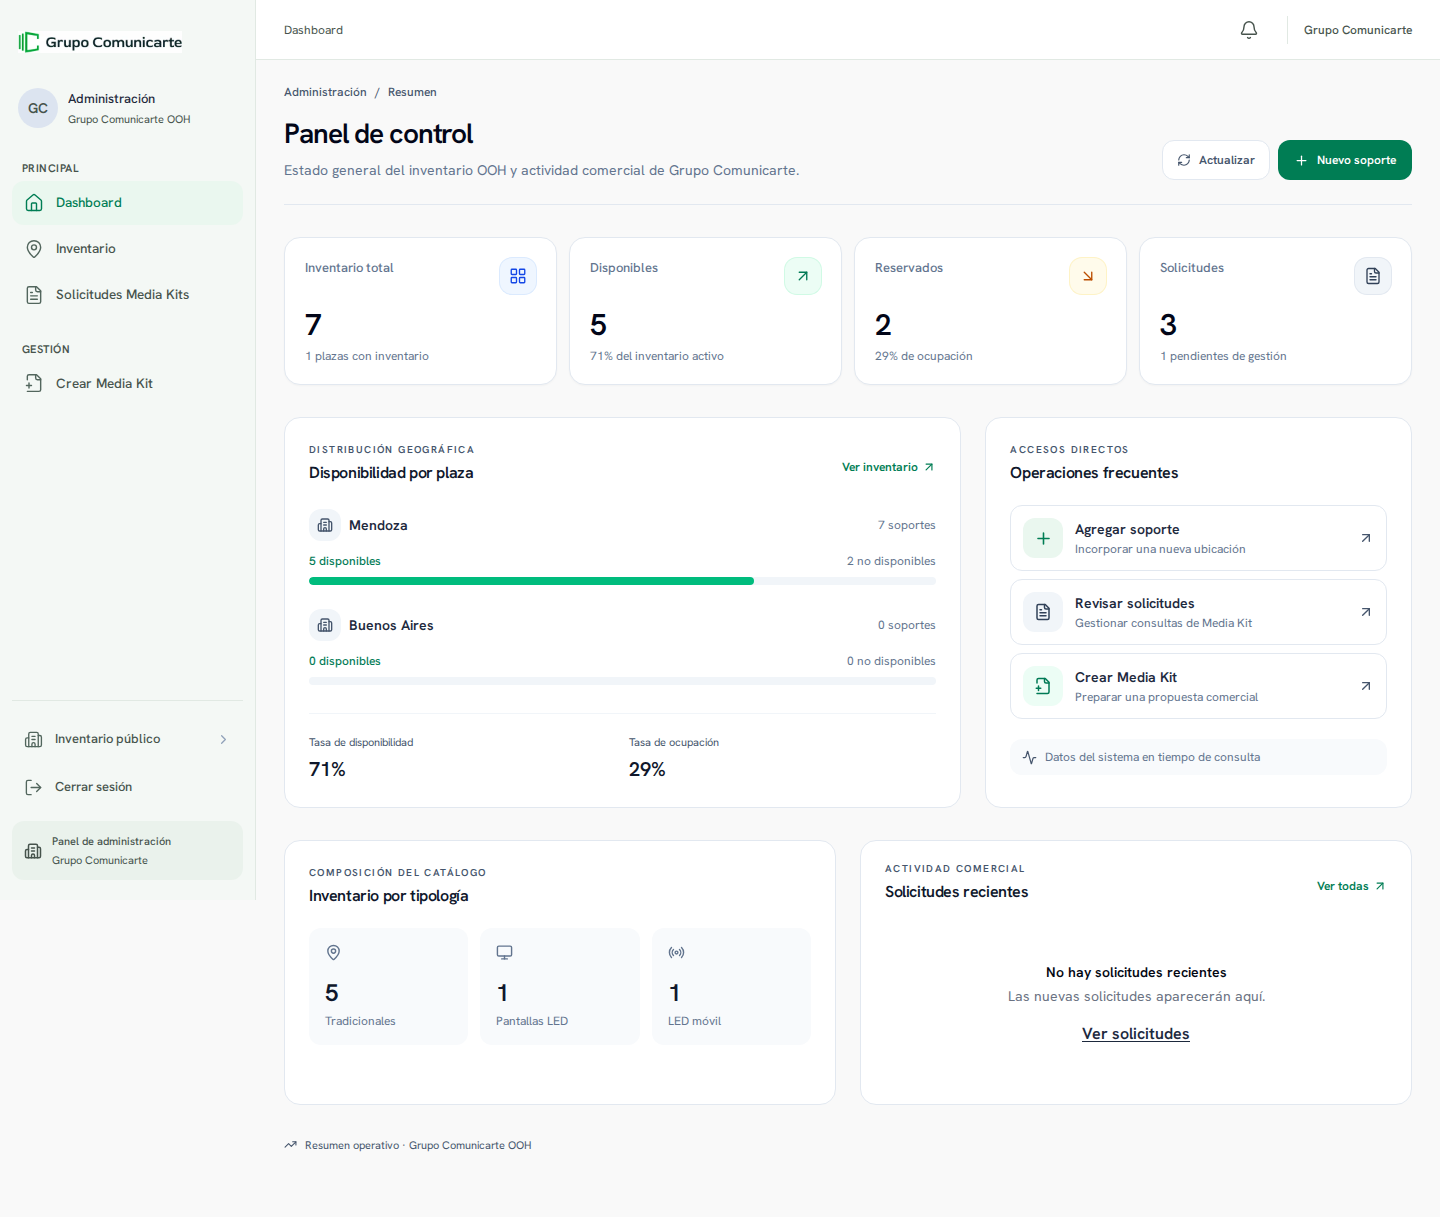 Grupo Comunicarte
GC
Administración
Grupo Comunicarte OOH
PRINCIPAL
Dashboard
Inventario
Solicitudes Media Kits
GESTIÓN
Crear Media Kit
Inventario público
Cerrar sesión
Panel de administración
Grupo Comunicarte
Dashboard
Grupo Comunicarte
Administración / Resumen
Panel de control
Estado general del inventario OOH y actividad comercial de Grupo Comunicarte.
Actualizar
Nuevo soporte
Inventario total
7
1 plazas con inventario
Disponibles
5
71% del inventario activo
Reservados
2
29% de ocupación
Solicitudes
3
1 pendientes de gestión
DISTRIBUCIÓN GEOGRÁFICA
Disponibilidad por plaza
Ver inventario
Mendoza
7 soportes
5 disponibles
2 no disponibles
Buenos Aires
0 soportes
0 disponibles
0 no disponibles
Tasa de disponibilidad
71%
Tasa de ocupación
29%
ACCESOS DIRECTOS
Operaciones frecuentes
Agregar soporte
Incorporar una nueva ubicación
Revisar solicitudes
Gestionar consultas de Media Kit
Crear Media Kit
Preparar una propuesta comercial
Datos del sistema en tiempo de consulta
COMPOSICIÓN DEL CATÁLOGO
Inventario por tipología
5
Tradicionales
1
Pantallas LED
1
LED móvil
ACTIVIDAD COMERCIAL
Solicitudes recientes
Ver todas
No hay solicitudes recientes
Las nuevas solicitudes aparecerán aquí.
Ver solicitudes
Resumen operativo · Grupo Comunicarte OOH